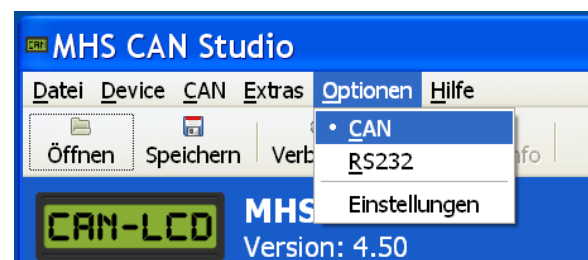 MHS CAN Studio
Datei Device CAN Extras Optionen Hilfe
• CAN
RS232
Einstellungen
Öffnen Speichern
CAN-LCD
MHS
Version: 4.50